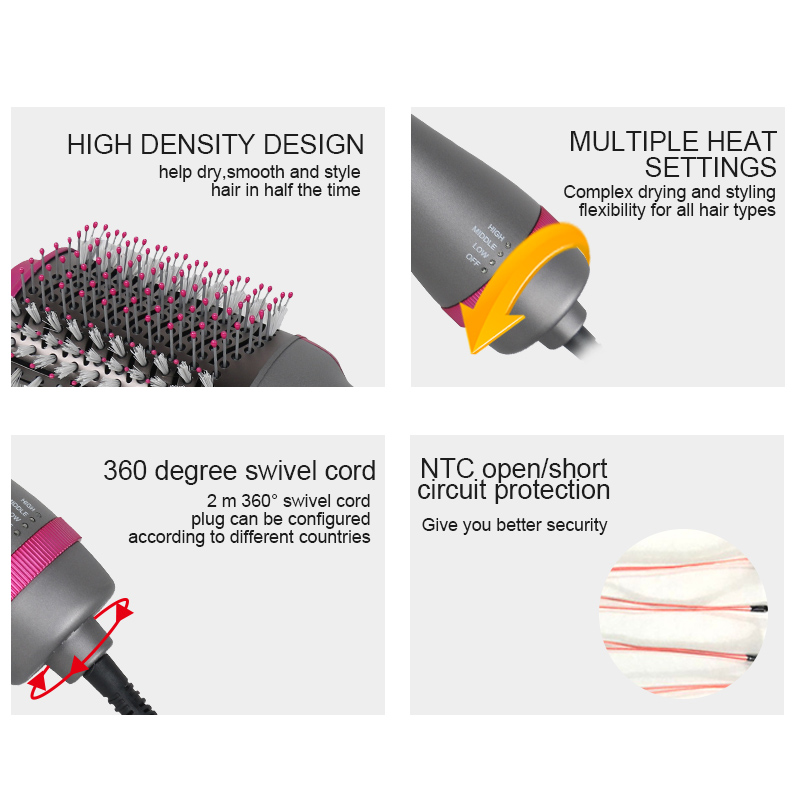 HIGH DENSITY DESIGN
help dry,smooth and style
hair in half the time
MULTIPLE HEAT
SETTINGS
Complex drying and styling
flexibility for all hair types
HIGH
MIDDLE
LOW
OFF
360 degree swivel cord
2 m 360° swivel cord
plug can be configured
according to different countries
HIGH
MIDDLE
LOW
NTC open/short
circuit protection
Give you better security